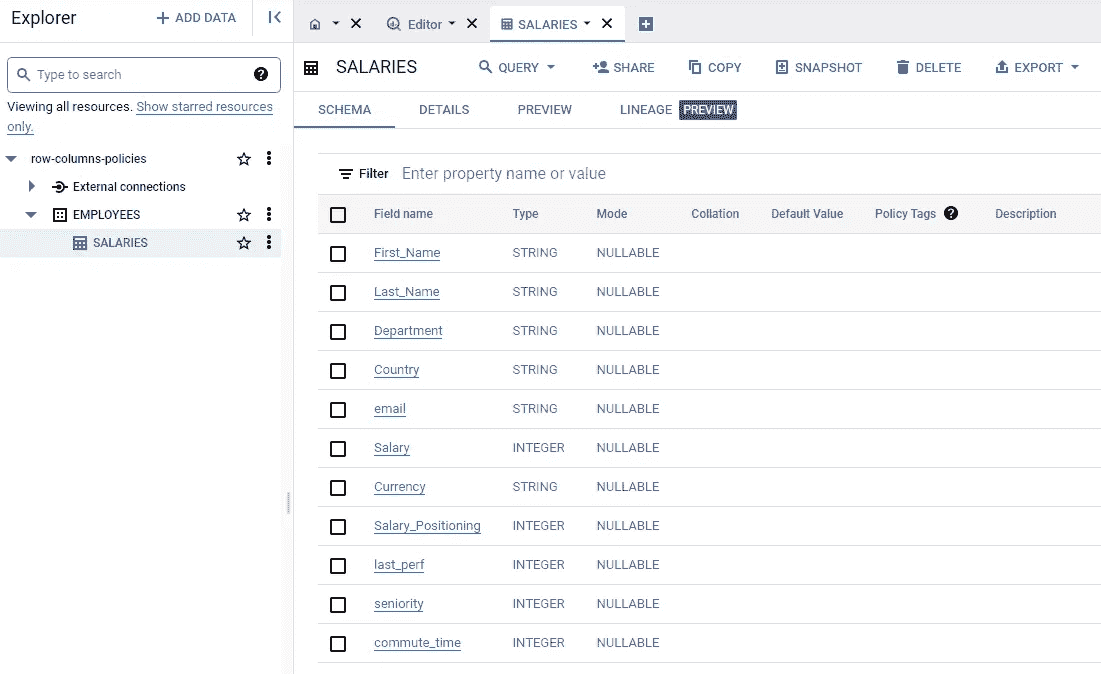 Explorer
+ ADD DATA
Type to search
?
Viewing all resources. Show starred resources
only.
row-columns-policies
External connections
EMPLOYEES
SALARIES
Editor
SALARIES
SALARIES
QUERY
SHARE
COPY
SNAPSHOT
DELETE
EXPORT
SCHEMA
DETAILS
PREVIEW
LINEAGE PREVIEW
Filter Enter property name or value
Field name Type Mode Collation Default Value Policy Tags ? Description
First_Name STRING NULLABLE
Last_Name STRING NULLABLE
Department STRING NULLABLE
Country STRING NULLABLE
email STRING NULLABLE
Salary INTEGER NULLABLE
Currency STRING NULLABLE
Salary_Positioning INTEGER NULLABLE
last_perf INTEGER NULLABLE
seniority INTEGER NULLABLE
commute_time INTEGER NULLABLE